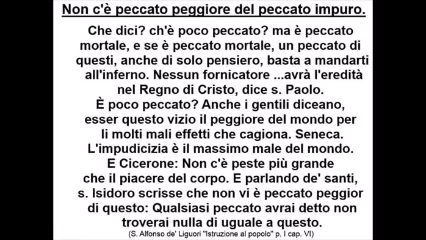 Non c'è peccato peggiore del peccato impuro.
Che dici? ch'è poco peccato? ma è peccato
mortale, e se è peccato mortale, un peccato di
questi, anche di solo pensiero, basta a mandarti
all'inferno. Nessun fornicatore ...avrà l'eredità
nel Regno di Cristo, dice s. Paolo.
È poco peccato? Anche i gentili diceano,
esser questo vizio il peggiore del mondo per
li molti mali effetti che cagiona. Seneca.
L'impudizicia è il massimo male del mondo.
E Cicerone: Non c'è peste più grande
che il piacere del corpo. E parlando de' santi,
s. Isidoro scrisse che non vi è peccato peggior
di questo: Qualsiasi peccato avrai detto non
troverai nulla di uguale a questo.
(S. Alfonso de' Liguori "Istruzione al popolo" p. I cap. VI)